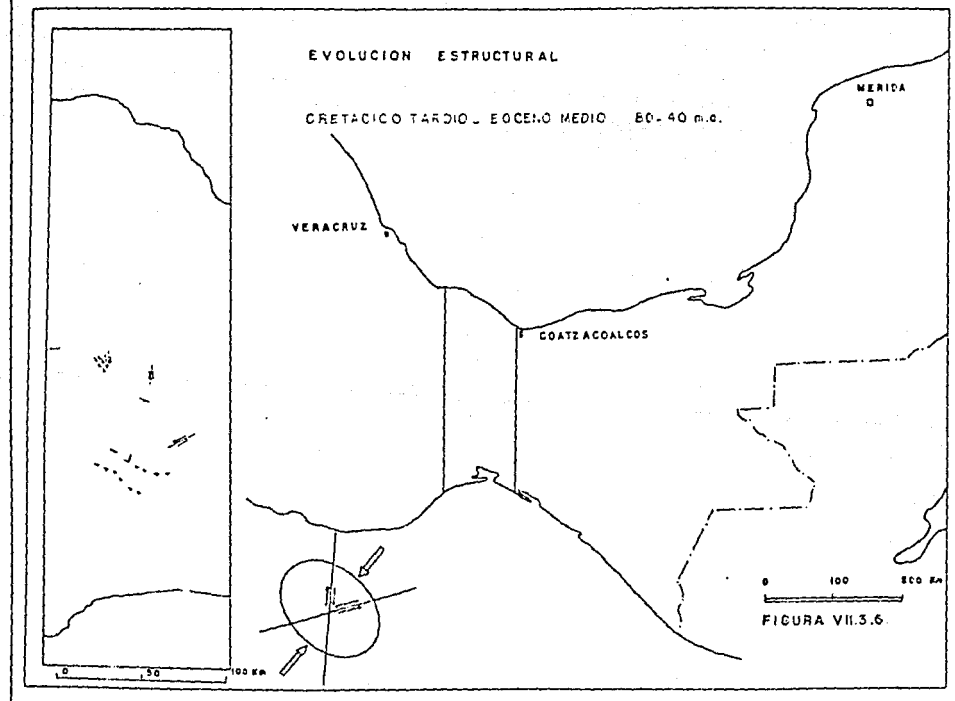 EVOLUCION ESTRUCTURAL
CRETACICO TARDIO - EOCENO MEDIO 80-40 m.a.
MERIDA
VERACRUZ
COATZACOALCOS
0 100 200 Km
FIGURA VII.3.6.
0 50 100 Km